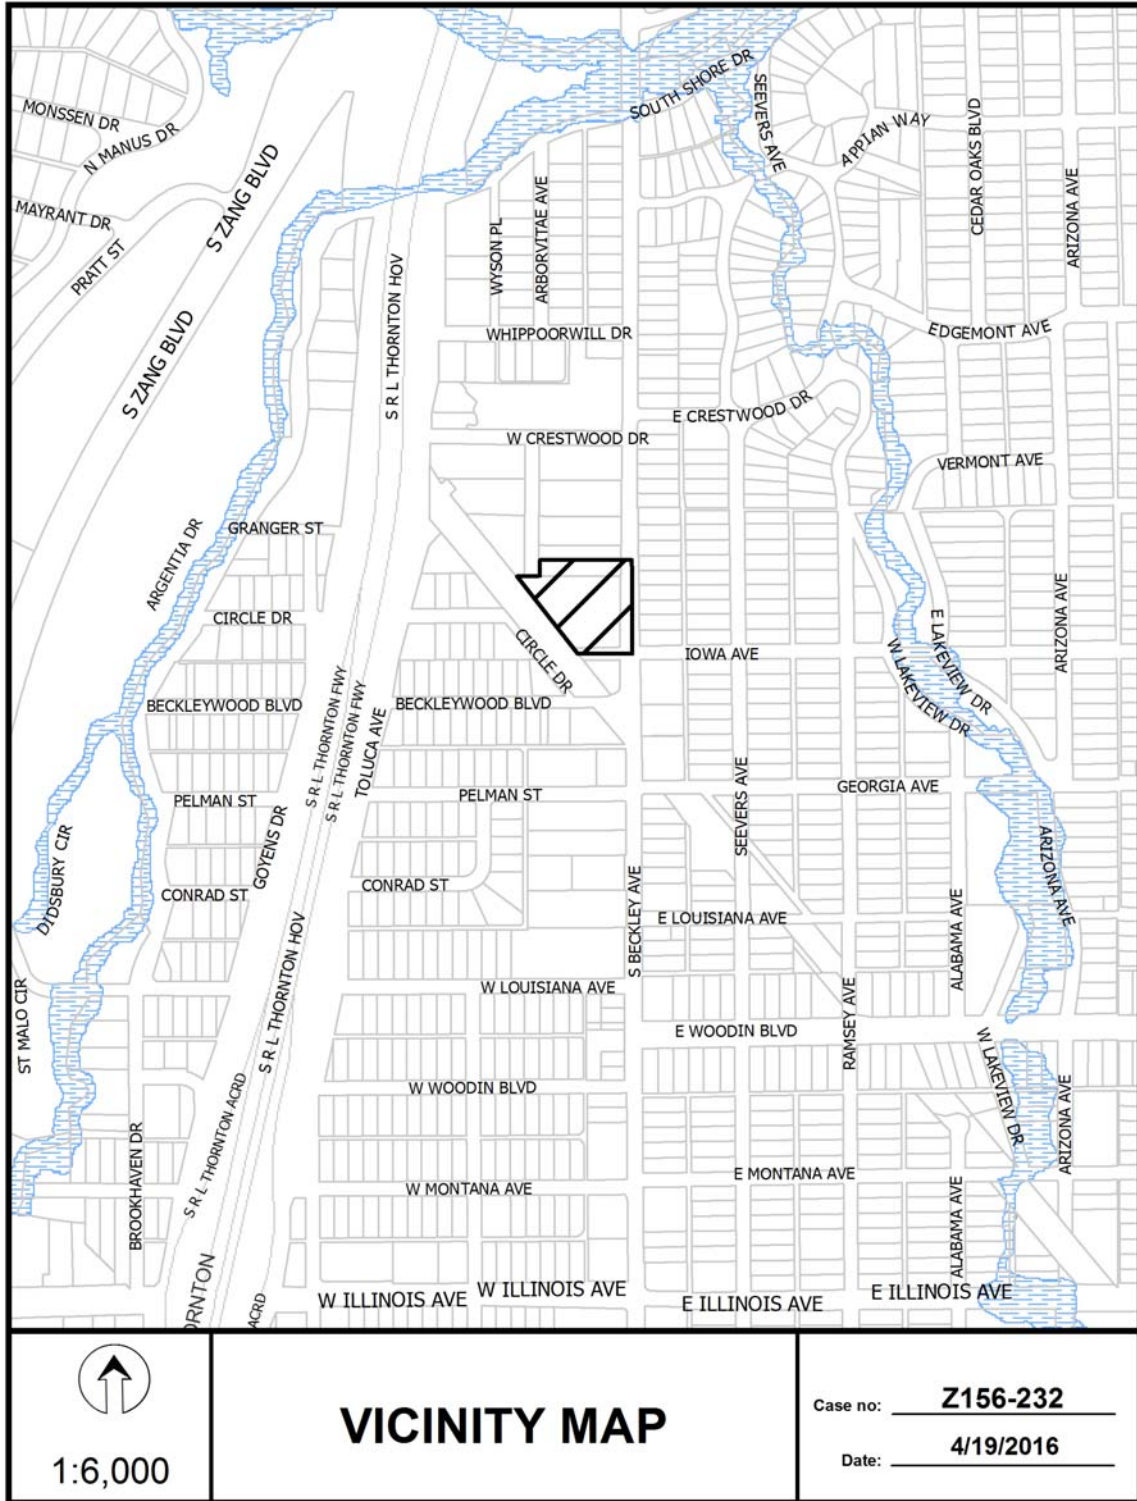 SOUTH SHORE DR
SEEVERS AVE
APPIAN WAY
CEDAR OAKS BLVD
ARIZONA AVE
MONSSEN DR
N MANUS DR
MAYRANT DR
PRATT ST
S ZANG BLVD
S ZANG BLVD
WYSON PL
ARBORVITAE AVE
S R L THORNTON HOV
WHIPPOORWILL DR
EDGEMONT AVE
E CRESTWOOD DR
W CRESTWOOD DR
VERMONT AVE
GRANGER ST
ARGENTIA DR
CIRCLE DR
CIRCLE DR
IOWA AVE
E LAKEVIEW DR
W LAKEVIEW DR
ARIZONA AVE
BECKLEYWOOD BLVD
BECKLEYWOOD BLVD
S R L THORNTON FWY
S R L THORNTON FWY
TOLUCA AVE
PELMAN ST
PELMAN ST
SEEVERS AVE
GEORGIA AVE
DIDSBURY CIR
GOYENS DR
CONRAD ST
CONRAD ST
S BECKLEY AVE
E LOUISIANA AVE
ALABAMA AVE
ARIZONA AVE
W LOUISIANA AVE
ST MALO CIR
S R L THORNTON HOV
E WOODIN BLVD
RAMSEY AVE
W WOODIN BLVD
W LAKEVIEW DR
ARIZONA AVE
BROOKHAVEN DR
S R L THORNTON ACRD
W MONTANA AVE
E MONTANA AVE
ALABAMA AVE
ORNTON
ACRD
W ILLINOIS AVE
W ILLINOIS AVE
E ILLINOIS AVE
E ILLINOIS AVE
1:6,000
VICINITY MAP
Case no: Z156-232
Date: 4/19/2016